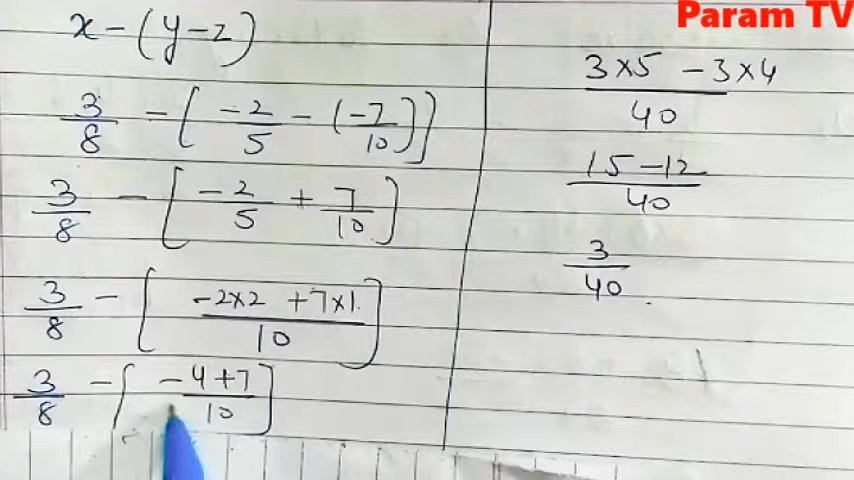 Param TV
x - (y - z)
3/8 - [-2/5 - (-7/10)]
3/8 - [-2/5 + 7/10]
3/8 - [-2×2 + 7×1/10]
3/8 - [-4+7/10]
3×5 - 3×4/40
15 - 12/40
3/40